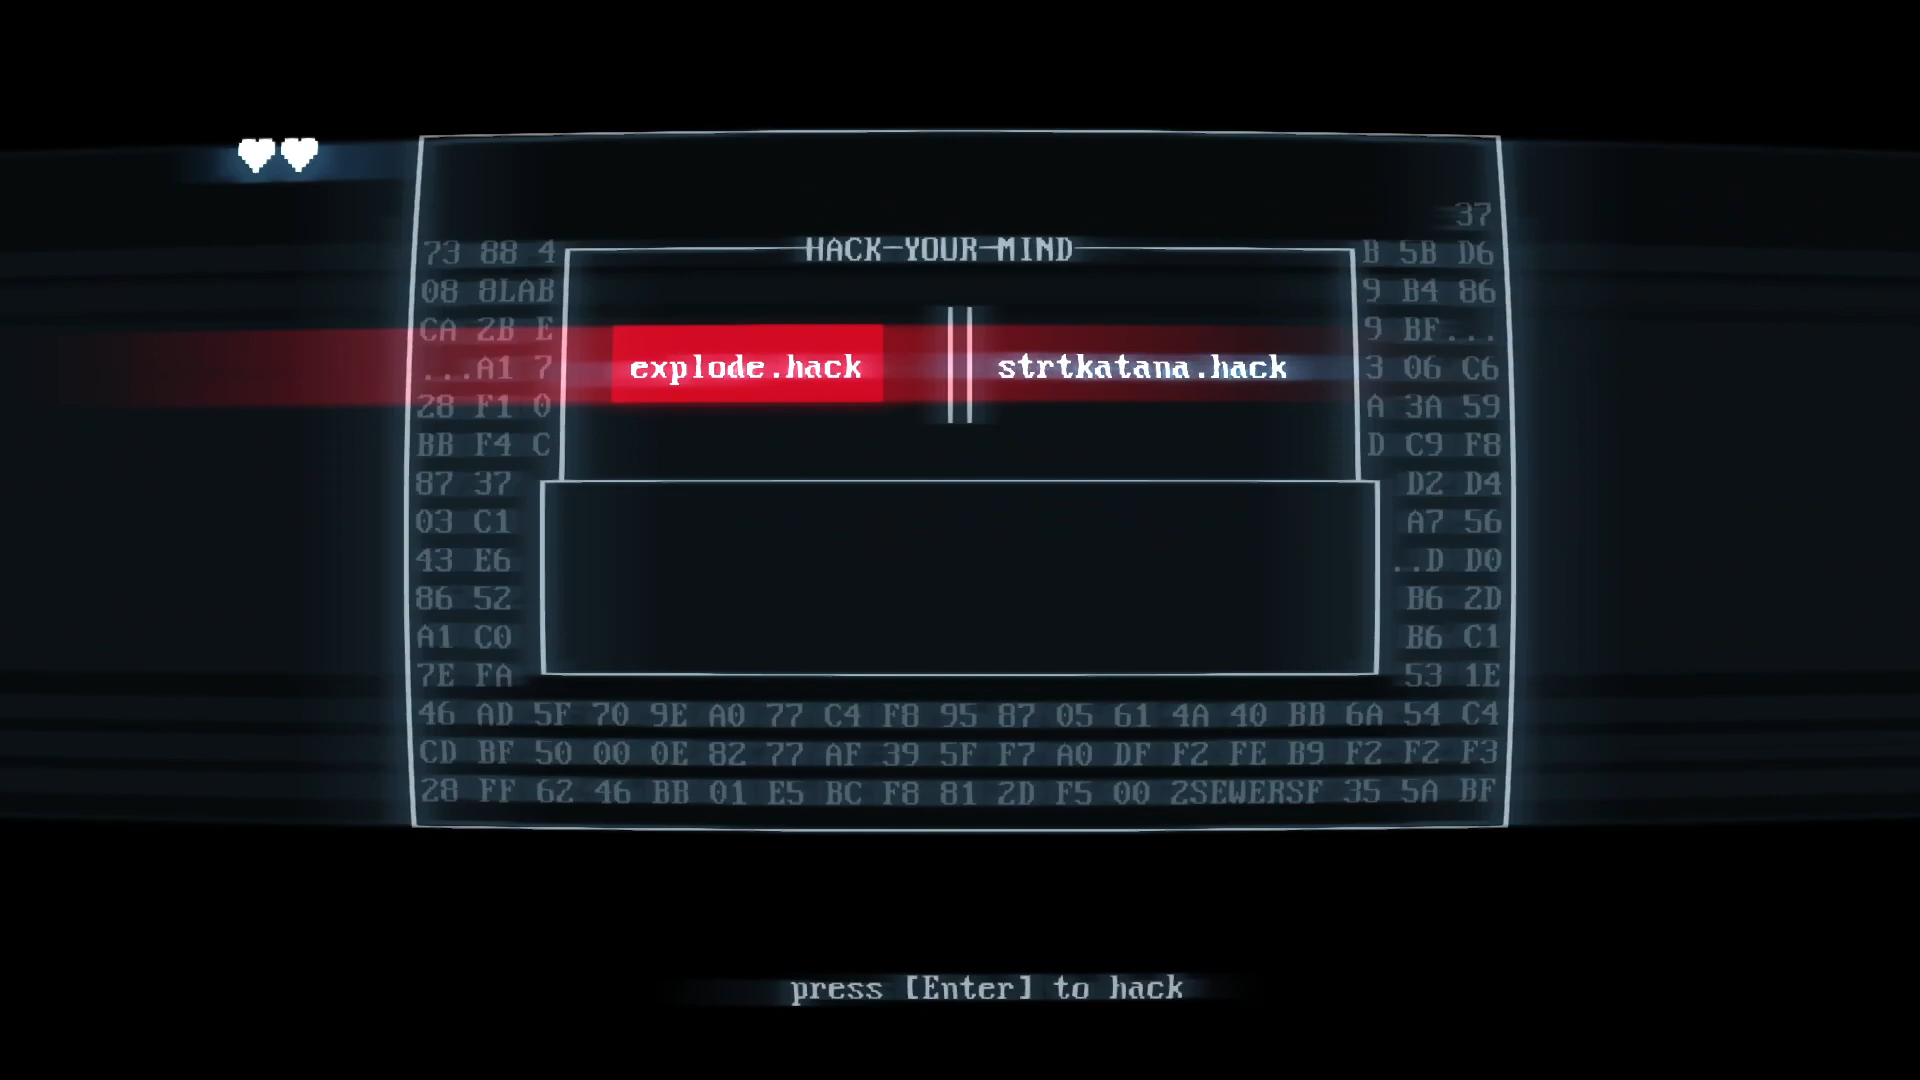 37
73 88 4 HACK-YOUR-MIND B 5B D6
08 8LAB 9 B4 86
CA 2B E 9 BF...
...A1 7 explode.hack strtkatana.hack 3 06 C6
28 F1 0 A 3A 59
BB F4 C D C9 F8
87 37 D2 D4
03 C1 A7 56
43 E6 ..D D0
86 52 B6 2D
A1 C0 B6 C1
7E FA 53 1E
46 AD 5F 70 9E A0 77 C4 F8 95 87 05 61 4A 40 BB 6A 54 C4
CD BF 50 00 0E 82 77 AF 39 5F F7 A0 DF F2 FE B9 F2 F2 F3
28 FF 62 46 BB 01 E5 BC F8 81 2D F5 00 2SEWERSF 35 5A BF
press [Enter] to hack